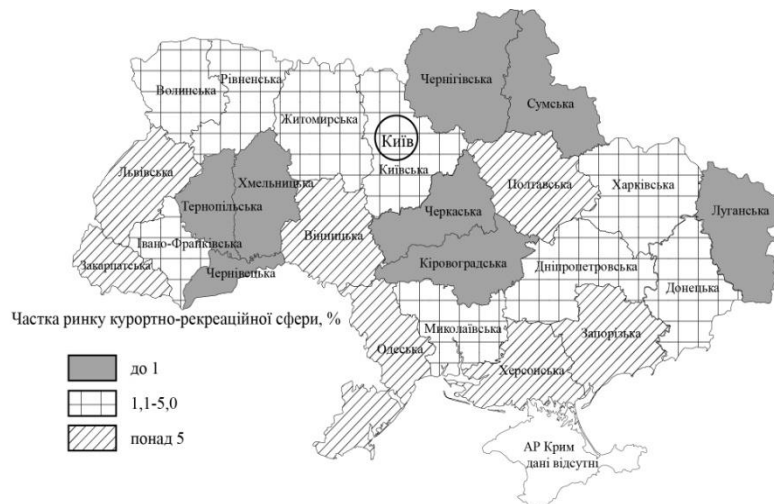 Чернігівська
Сумська
Волинська
Рівненська
Житомирська
Київ
Київська
Львівська
Хмельницька
Тернопільська
Полтавська
Харківська
Луганська
Черкаська
Вінницька
Івано-Франківська
Закарпатська
Чернівецька
Кіровоградська
Дніпропетровська
Донецька
Миколаївська
Одеська
Запорізька
Херсонська
АР Крим
дані відсутні
Частка ринку курортно-рекреаційної сфери, %
до 1
1,1-5,0
понад 5